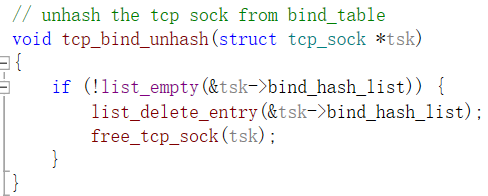 // unhash the tcp sock from bind_table
void tcp_bind_unhash(struct tcp_sock *tsk)
{
    if (!list_empty(&tsk->bind_hash_list)) {
        list_delete_entry(&tsk->bind_hash_list);
        free_tcp_sock(tsk);
    }
}